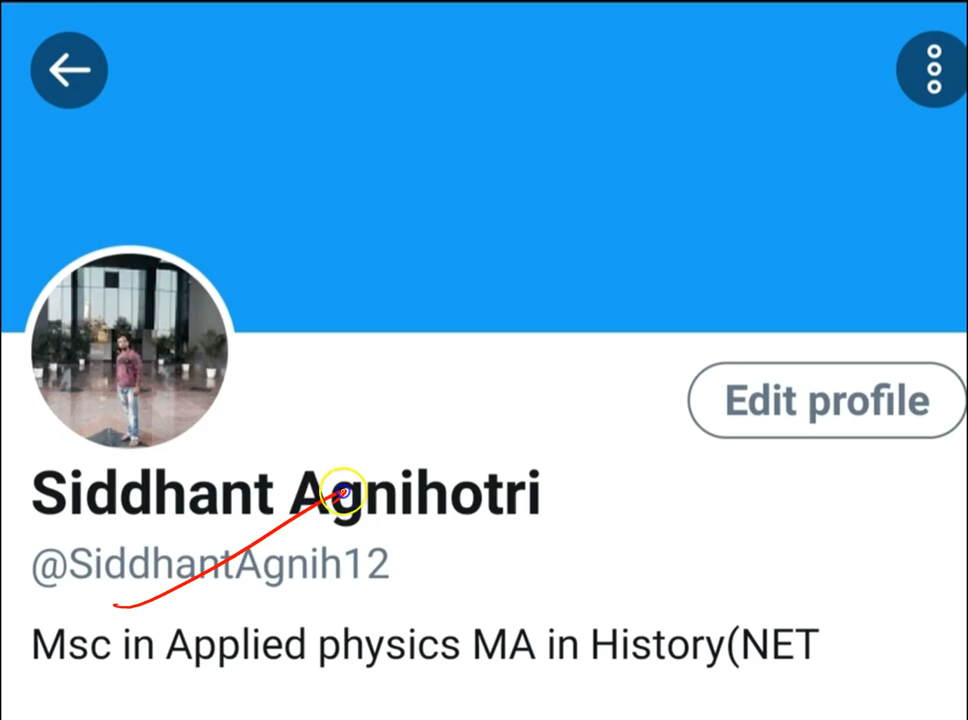 Edit profile
Siddhant Agnihotri
@SiddhantAgnih12
Msc in Applied physics MA in History(NET